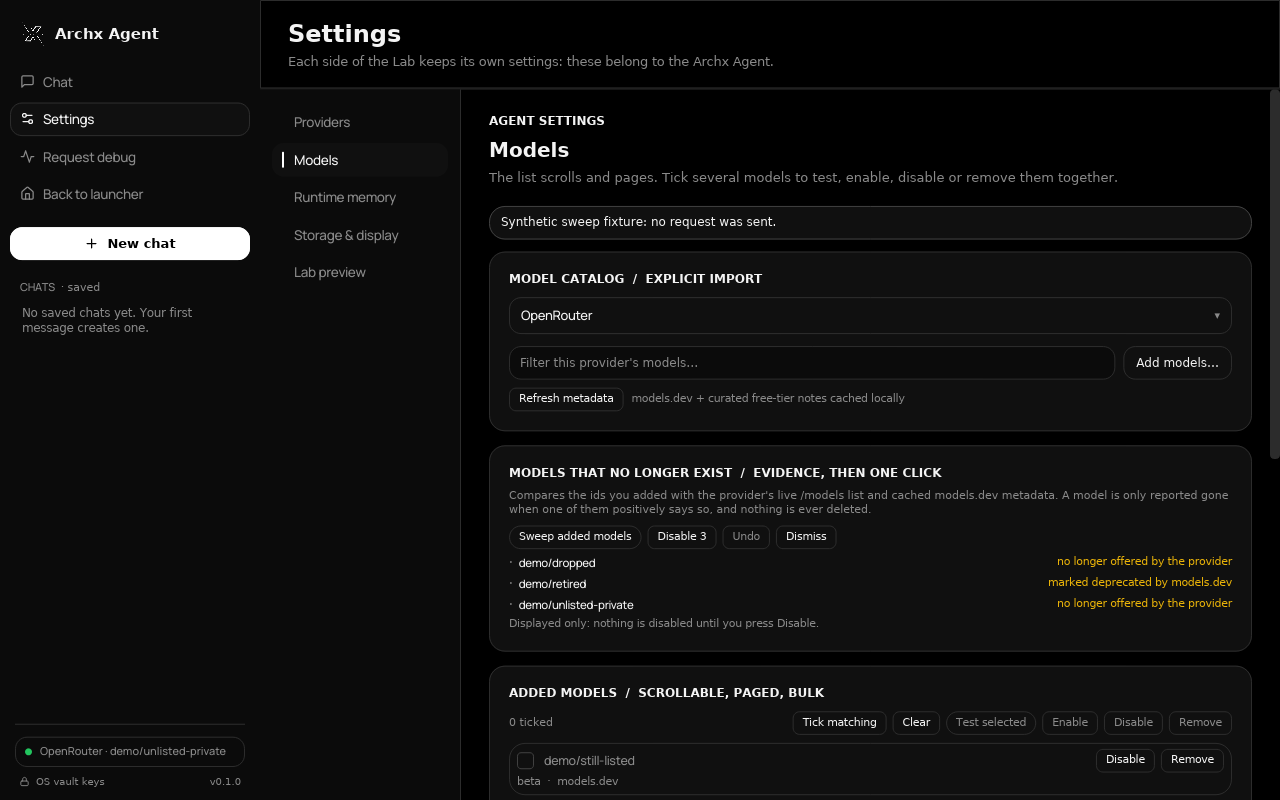 Archx Agent
Chat
Settings
Request debug
Back to launcher
+ New chat
CHATS · saved
No saved chats yet. Your first
message creates one.
OpenRouter · demo/unlisted-private
OS vault keys
v0.1.0
Settings
Each side of the Lab keeps its own settings: these belong to the Archx Agent.
Providers
Models
Runtime memory
Storage & display
Lab preview
AGENT SETTINGS
Models
The list scrolls and pages. Tick several models to test, enable, disable or remove them together.
Synthetic sweep fixture: no request was sent.
MODEL CATALOG / EXPLICIT IMPORT
OpenRouter ▾
Filter this provider's models...
Add models...
Refresh metadata
models.dev + curated free-tier notes cached locally
MODELS THAT NO LONGER EXIST / EVIDENCE, THEN ONE CLICK
Compares the ids you added with the provider's live /models list and cached models.dev metadata. A model is only reported gone
when one of them positively says so, and nothing is ever deleted.
Sweep added models
Disable 3
Undo
Dismiss
· demo/dropped
no longer offered by the provider
· demo/retired
marked deprecated by models.dev
· demo/unlisted-private
no longer offered by the provider
Displayed only: nothing is disabled until you press Disable.
ADDED MODELS / SCROLLABLE, PAGED, BULK
0 ticked
Tick matching
Clear
Test selected
Enable
Disable
Remove
demo/still-listed
Disable
Remove
beta · models.dev